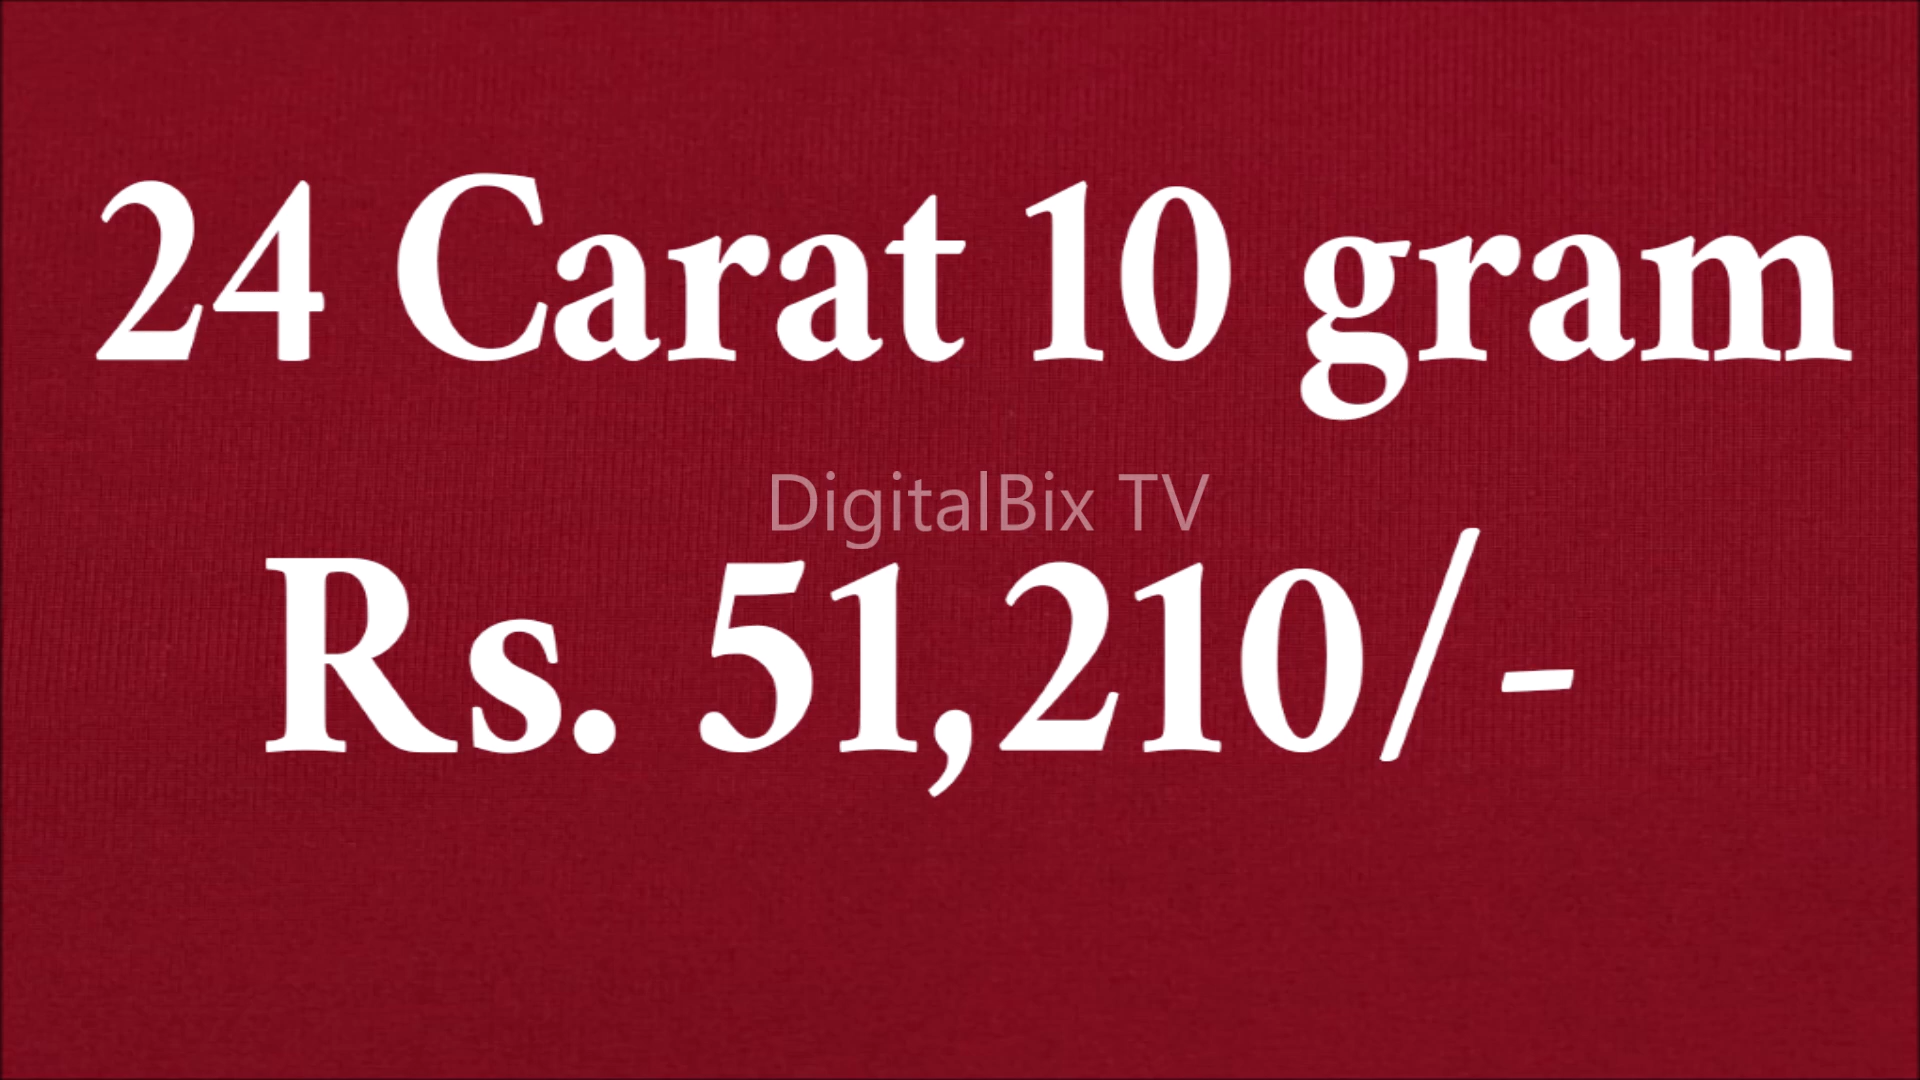 24 Carat 10 gram
DigitalBix TV
Rs. 51,210/-